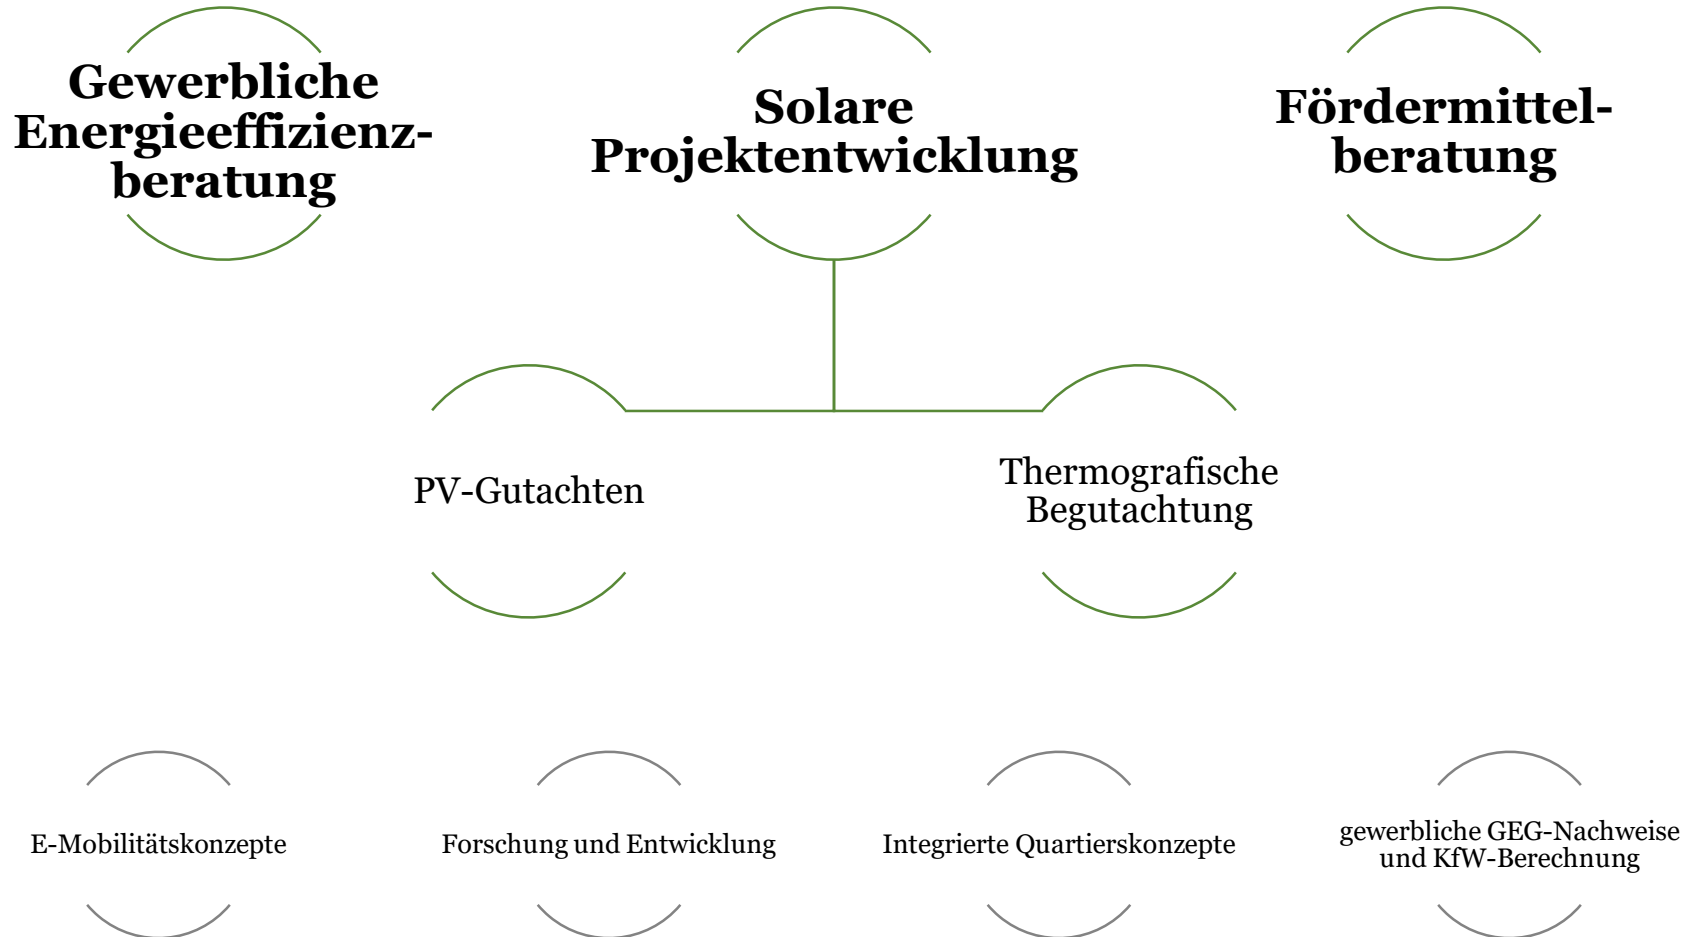 Gewerbliche
Energieeffizienz-
beratung
Solare
Projektentwicklung
Fördermittel-
beratung
PV-Gutachten
Thermografische
Begutachtung
E-Mobilitätskonzepte
Forschung und Entwicklung
Integrierte Quartierskonzepte
gewerbliche GEG-Nachweise
und KfW-Berechnung